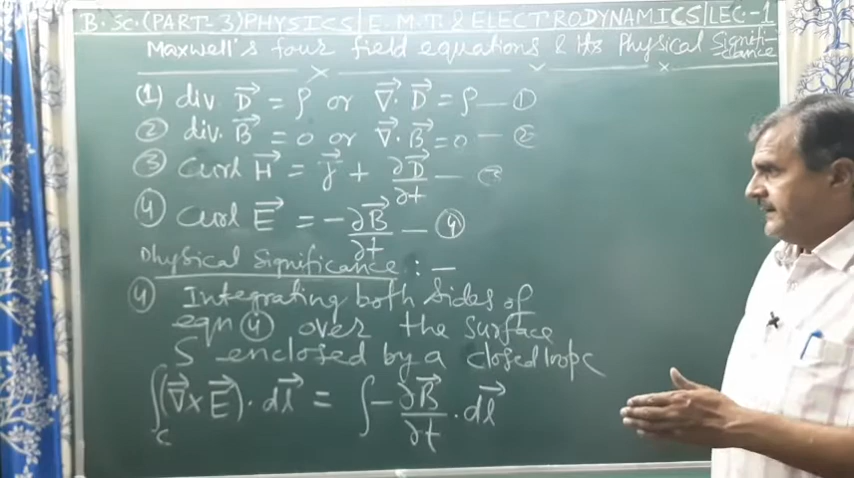 B. Sc. (PART-3) PHYSICS | E. M. T. & ELECTRODYNAMICS | LEC-1
Maxwell's four field equations & its Physical Signifi-
cance
(1) div D⃗ = ρ or ∇⃗. D⃗ = ρ — ①
② div. B⃗ = 0 or ∇⃗. B⃗ = 0 — ②
③ curl H⃗ = J⃗ + ∂D⃗/∂t — ③
④ curl E⃗ = - ∂B⃗/∂t — ④
Physical Significance : —
④ Integrating both sides of
eqn ④ over the surface
S enclosed by a closed loop c
∫c (∇⃗ × E⃗) . dl⃗ = ∫ - ∂B⃗/∂t . dl⃗